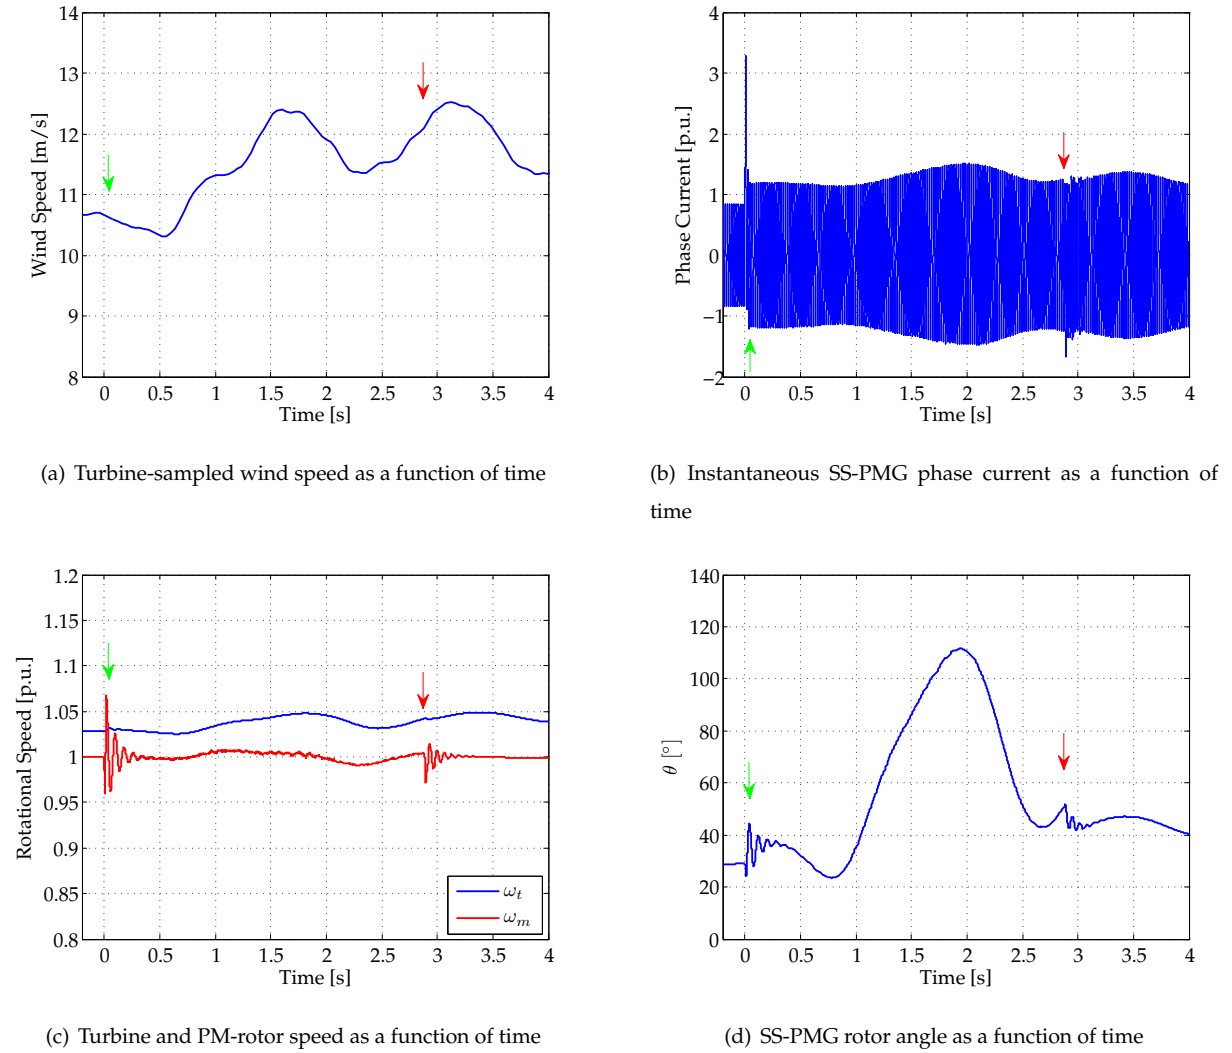 14
13
12
11
10
9
8
Wind Speed [m/s]
0 0.5 1 1.5 2 2.5 3 3.5 4
Time [s]
(a) Turbine-sampled wind speed as a function of time
4
3
2
1
0
−1
−2
Phase Current [p.u.]
0 0.5 1 1.5 2 2.5 3 3.5 4
Time [s]
(b) Instantaneous SS-PMG phase current as a function of
time
1.2
1.15
1.1
1.05
1
0.95
0.9
0.85
0.8
Rotational Speed [p.u.]
ω_t
ω_m
0 0.5 1 1.5 2 2.5 3 3.5 4
Time [s]
(c) Turbine and PM-rotor speed as a function of time
140
120
100
80
60
40
20
0
θ [°]
0 0.5 1 1.5 2 2.5 3 3.5 4
Time [s]
(d) SS-PMG rotor angle as a function of time